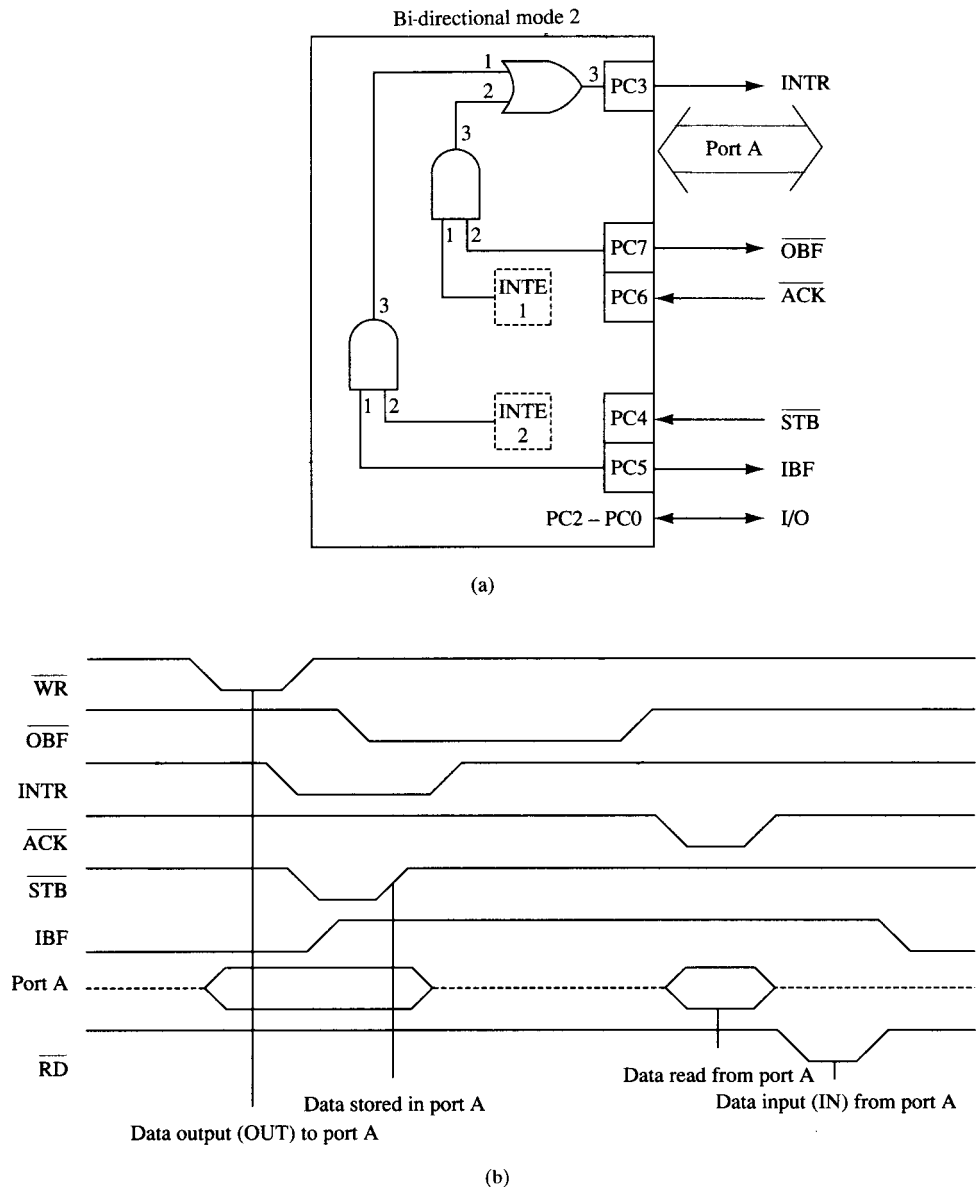 Bi-directional mode 2
1
2
3
PC3
INTR
3
Port A
1
2
PC7
OBF
INTE
1
PC6
ACK
3
1
2
INTE
2
PC4
STB
PC5
IBF
PC2 – PC0
I/O
(a)
WR
OBF
INTR
ACK
STB
IBF
Port A
RD
Data read from port A
Data stored in port A
Data input (IN) from port A
Data output (OUT) to port A
(b)